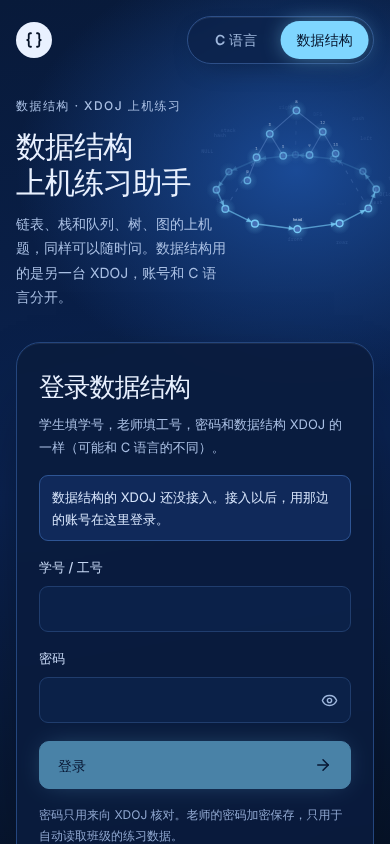 { }
C 语言
数据结构
数据结构 · XDOJ 上机练习
数据结构
上机练习助手
链表、栈和队列、树、图的上机
题，同样可以随时问。数据结构用
的是另一台 XDOJ，账号和 C 语
言分开。
登录数据结构
学生填学号，老师填工号，密码和数据结构 XDOJ 的
一样（可能和 C 语言的不同）。
数据结构的 XDOJ 还没接入。接入以后，用那边
的账号在这里登录。
学号 / 工号
密码
登录
密码只用来向 XDOJ 核对。老师的密码加密保存，只用于
自动读取班级的练习数据。